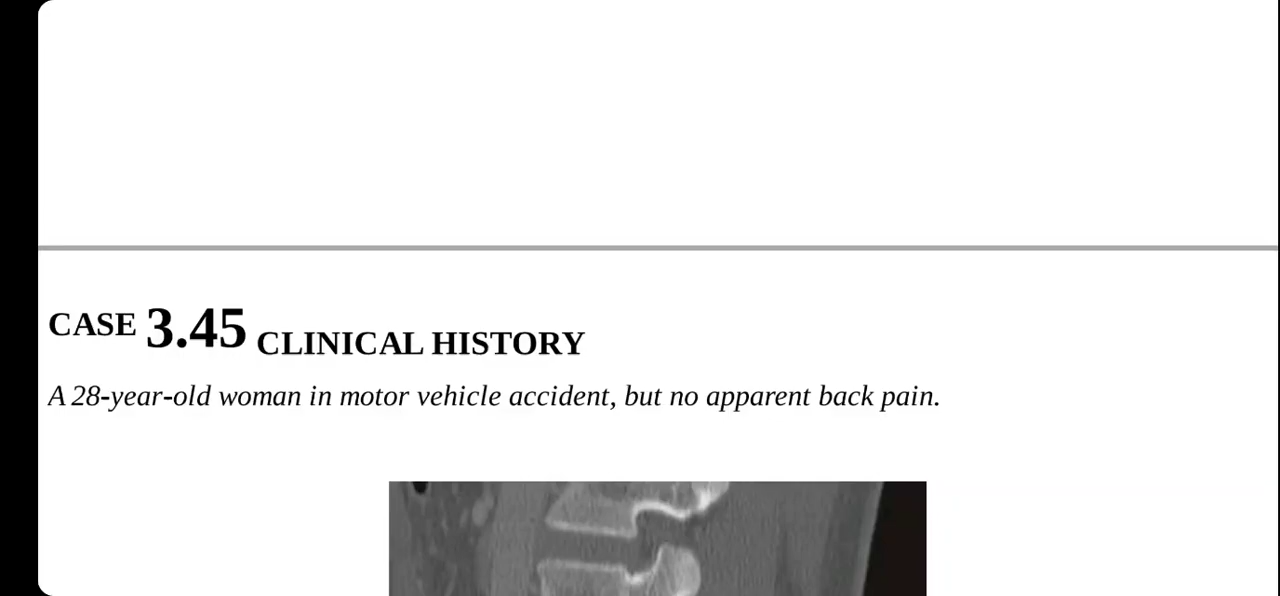 CASE 3.45 CLINICAL HISTORY
A 28-year-old woman in motor vehicle accident, but no apparent back pain.